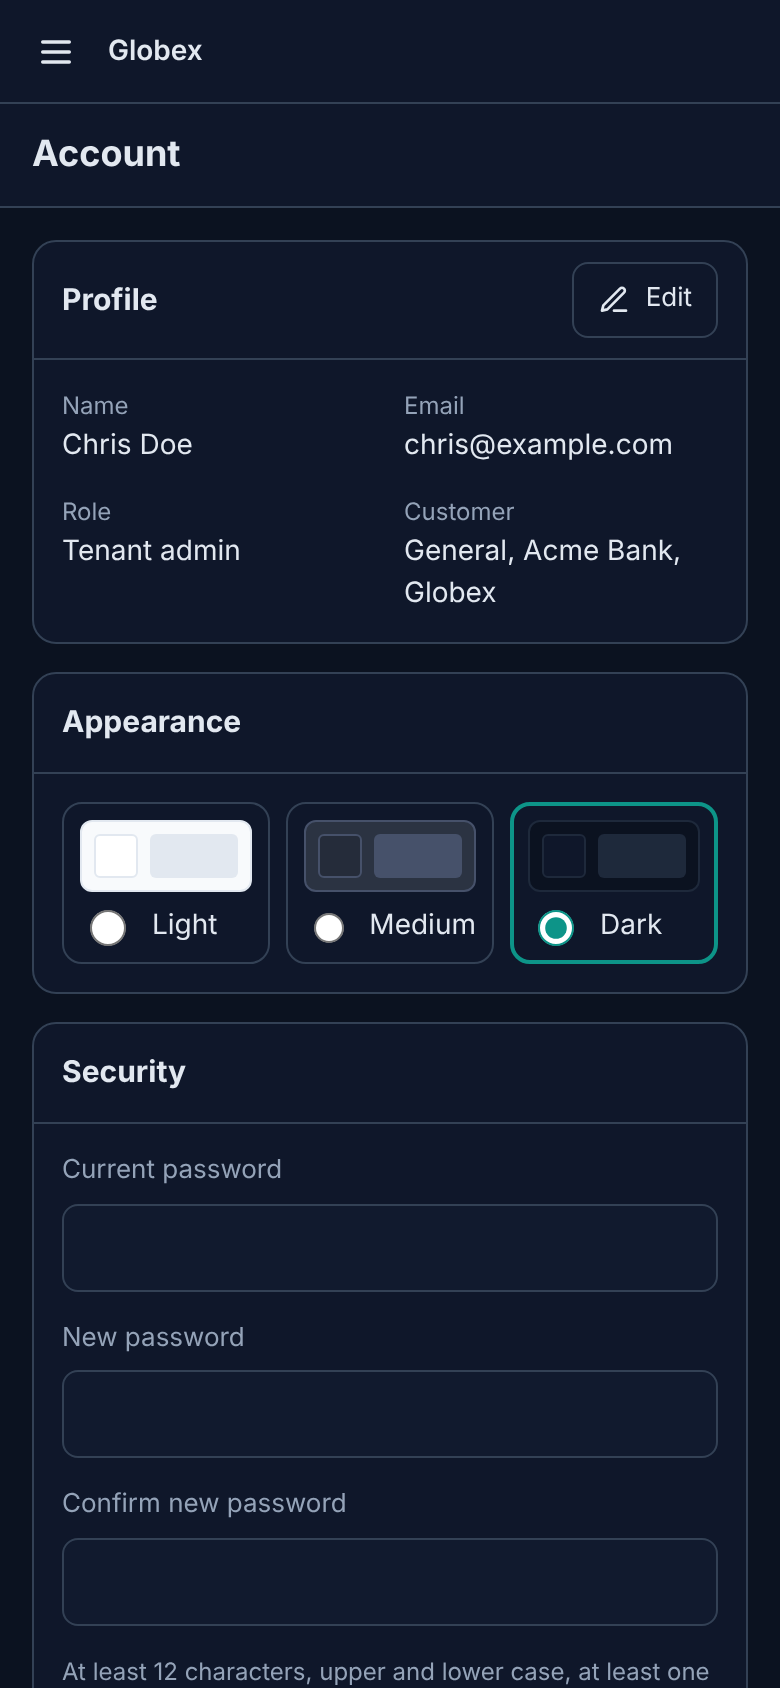 Globex
Account
Profile
Edit
Name
Email
Chris Doe
chris@example.com
Role
Customer
Tenant admin
General, Acme Bank,
Globex
Appearance
Light
Medium
Dark
Security
Current password
New password
Confirm new password
At least 12 characters, upper and lower case, at least one